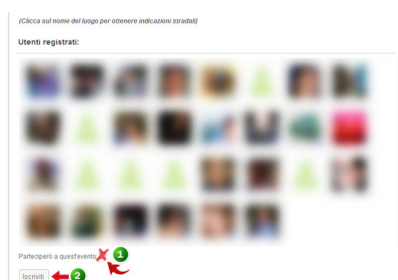 (Clicca sul nome del luogo per ottenere indicazioni stradali)
Utenti registrati:
Parteciperò a quest'evento: 1
Iscriviti 2